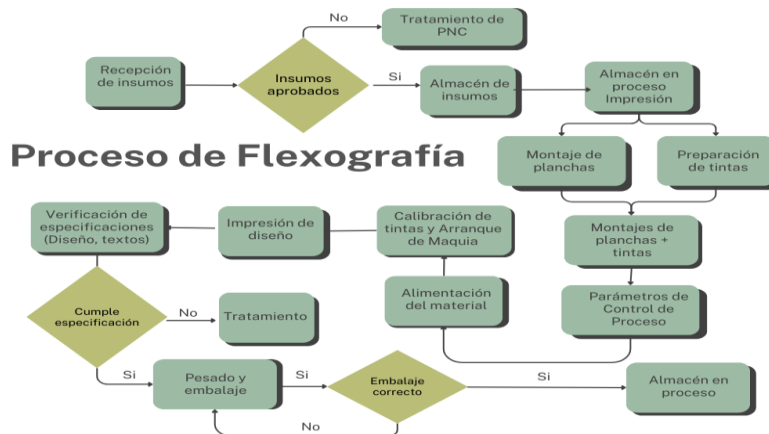 No
Tratamiento de
PNC
Recepción
de insumos
Insumos
aprobados
Si
Almacén de
insumos
Almacén en
proceso
Impresión
Proceso de Flexografía
Montaje de
planchas
Preparación
de tintas
Verificación de
especificaciones
(Diseño, textos)
Impresión de
diseño
Calibración de
tintas y Arranque
de Maquia
Montajes de
planchas +
tintas
Cumple
especificación
No
Tratamiento
Alimentación
del material
Parámetros de
Control de
Proceso
Si
Pesado y
embalaje
Si
Embalaje
correcto
Si
Almacén en
proceso
No